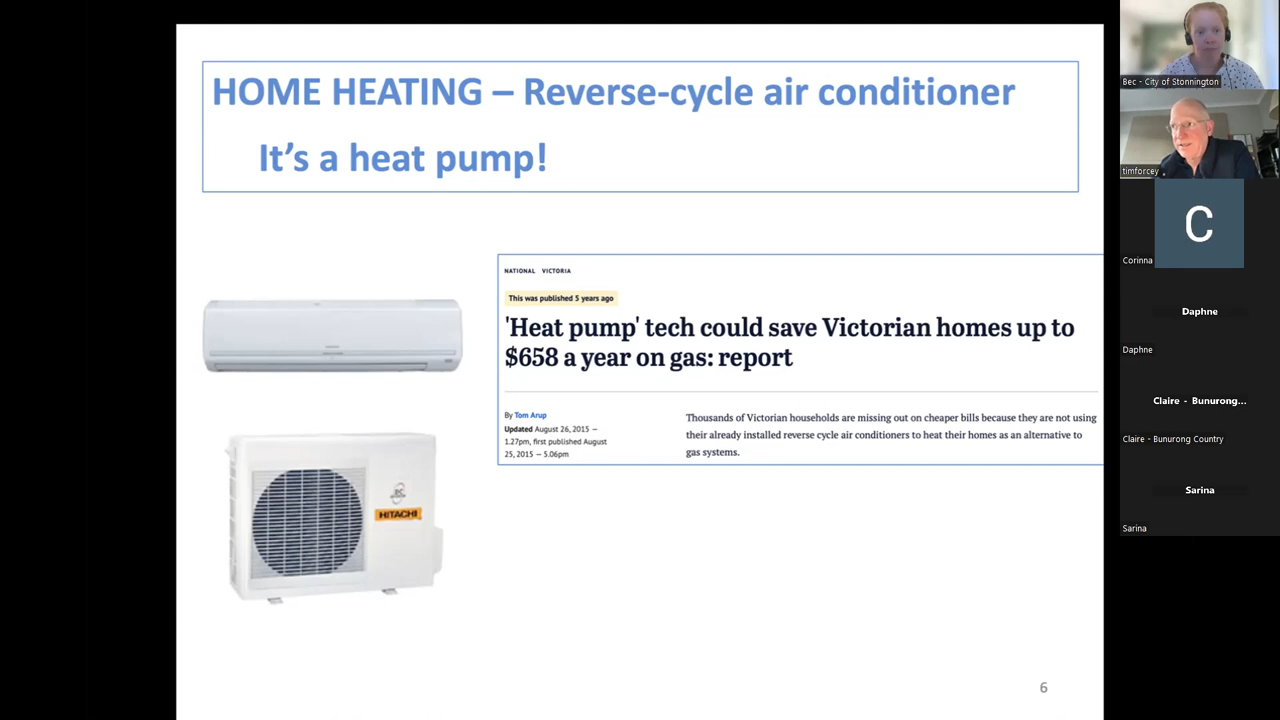 HOME HEATING – Reverse-cycle air conditioner
It's a heat pump!
NATIONAL VICTORIA
This was published 5 years ago
'Heat pump' tech could save Victorian homes up to
$658 a year on gas: report
By Tom Arup
Updated August 26, 2015 —
1.27pm, first published August
25, 2015 — 5.06pm
Thousands of Victorian households are missing out on cheaper bills because they are not using
their already installed reverse cycle air conditioners to heat their homes as an alternative to
gas systems.
HITACHI
6
Bec - City of Stonnington
timforcey
C
Corinna
Daphne
Daphne
Claire - Bunurong...
Claire - Bunurong Country
Sarina
Sarina